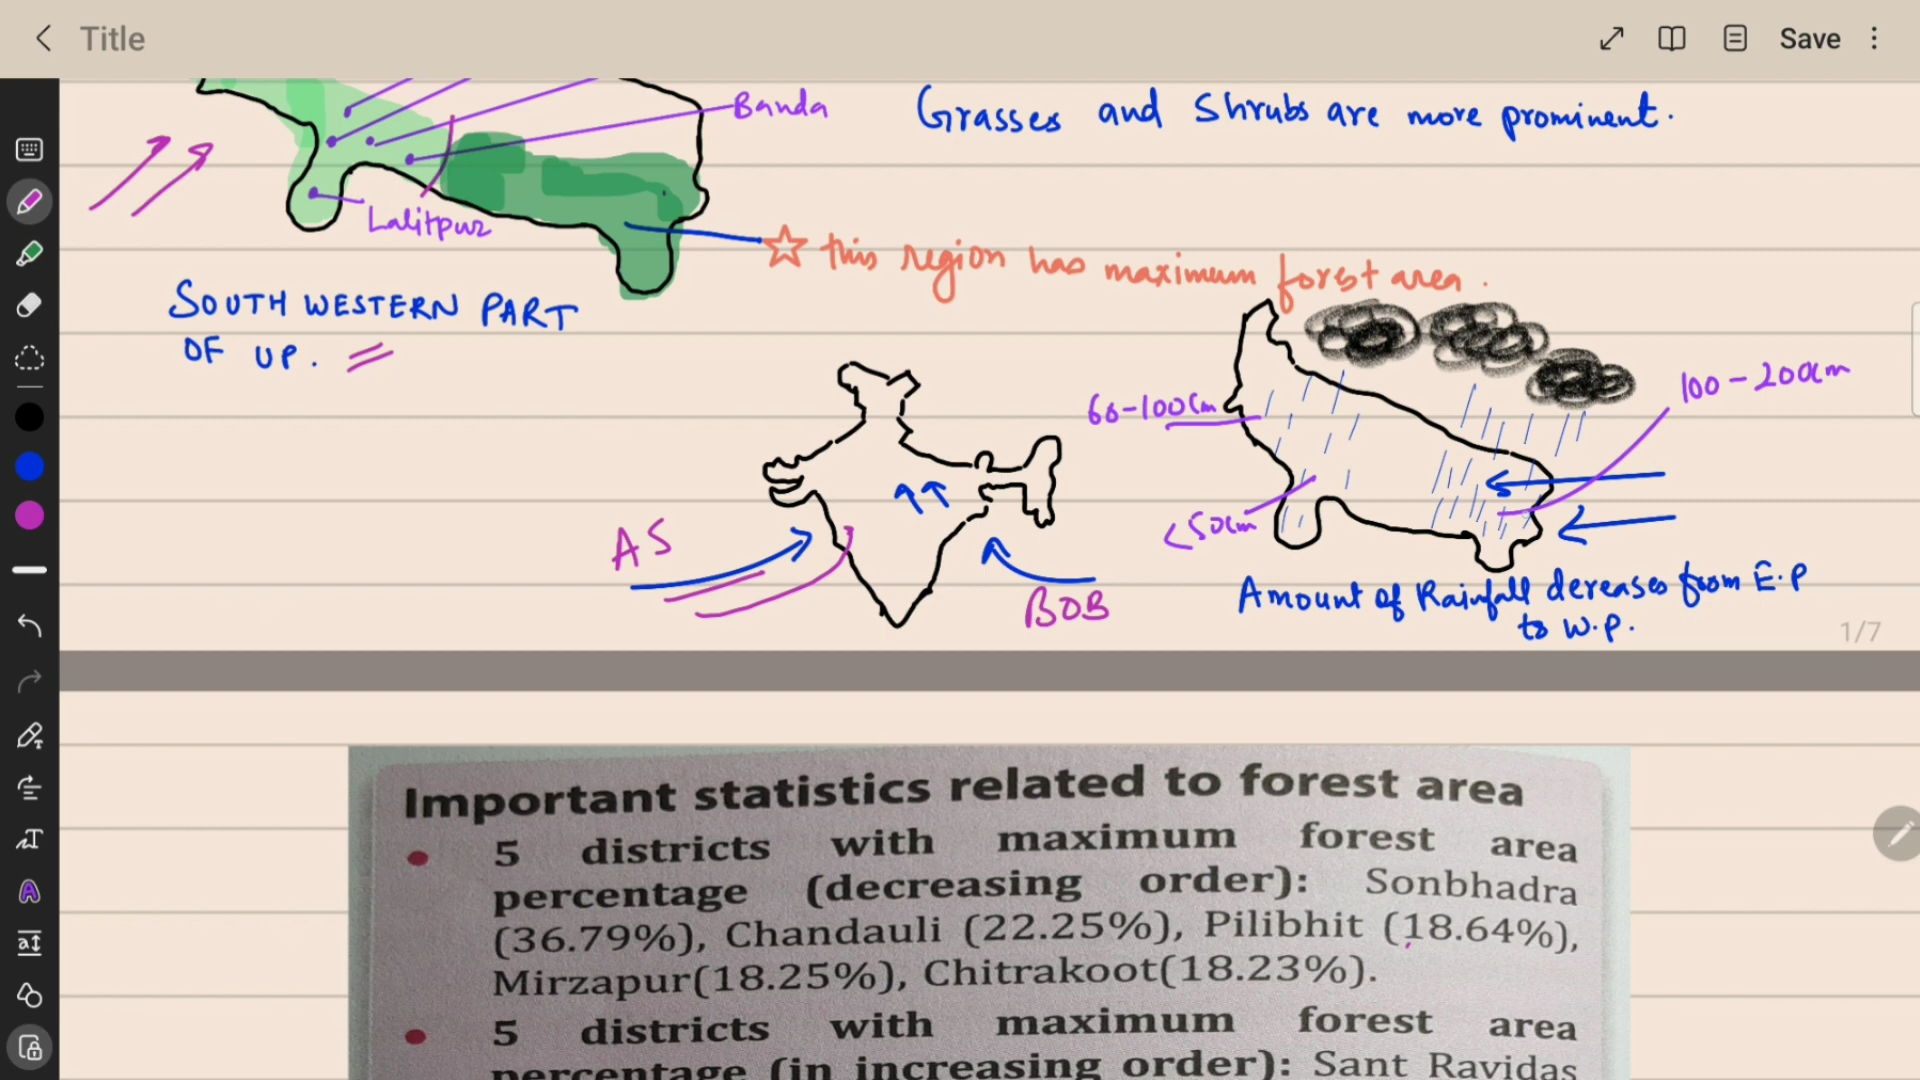 Title
Save
Banda
Grasses and Shrubs are more prominent.
Lalitpur
this region has maximum forest area.
SOUTH WESTERN PART
OF UP.
100-200cm
60-100cm
<50cm
AS
BOB
Amount of Rainfall dereases from E.P
to W.P.
1/7
Important statistics related to forest area
5 districts with maximum forest area
percentage (decreasing order): Sonbhadra
(36.79%), Chandauli (22.25%), Pilibhit (18.64%),
Mirzapur(18.25%), Chitrakoot(18.23%).
5 districts with maximum forest area
percentage (in increasing order): Sant Ravidas